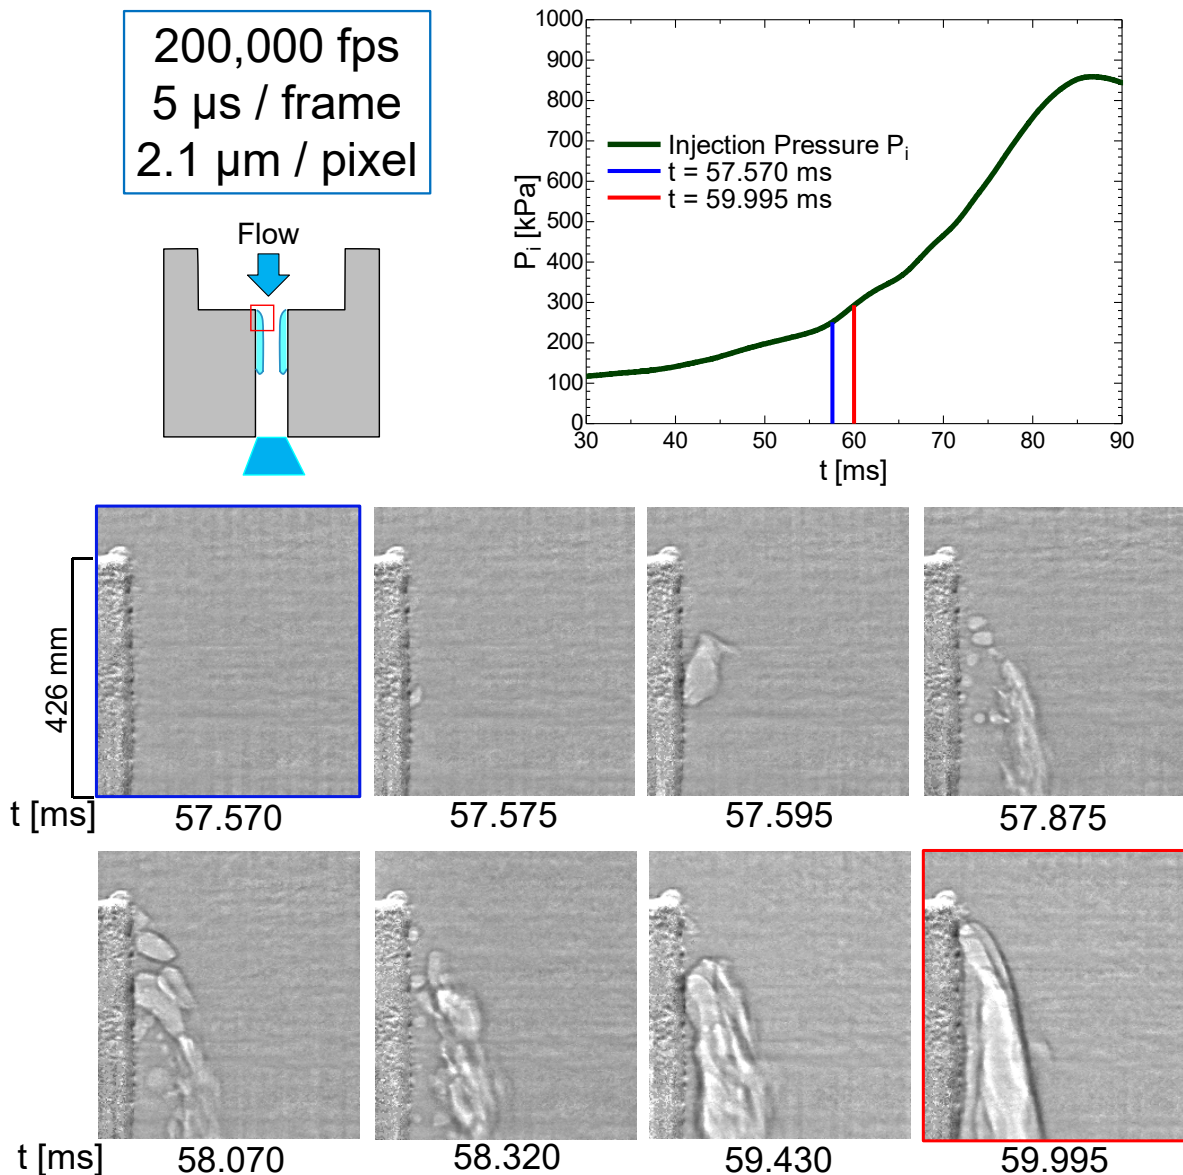 200,000 fps
5 μs / frame
2.1 μm / pixel
Flow
1000
900
800
700
600
500
400
300
200
100
0
P_i [kPa]
Injection Pressure P_i
t = 57.570 ms
t = 59.995 ms
30 40 50 60 70 80 90
t [ms]
426 mm
t [ms] 57.570 57.575 57.595 57.875
t [ms] 58.070 58.320 59.430 59.995